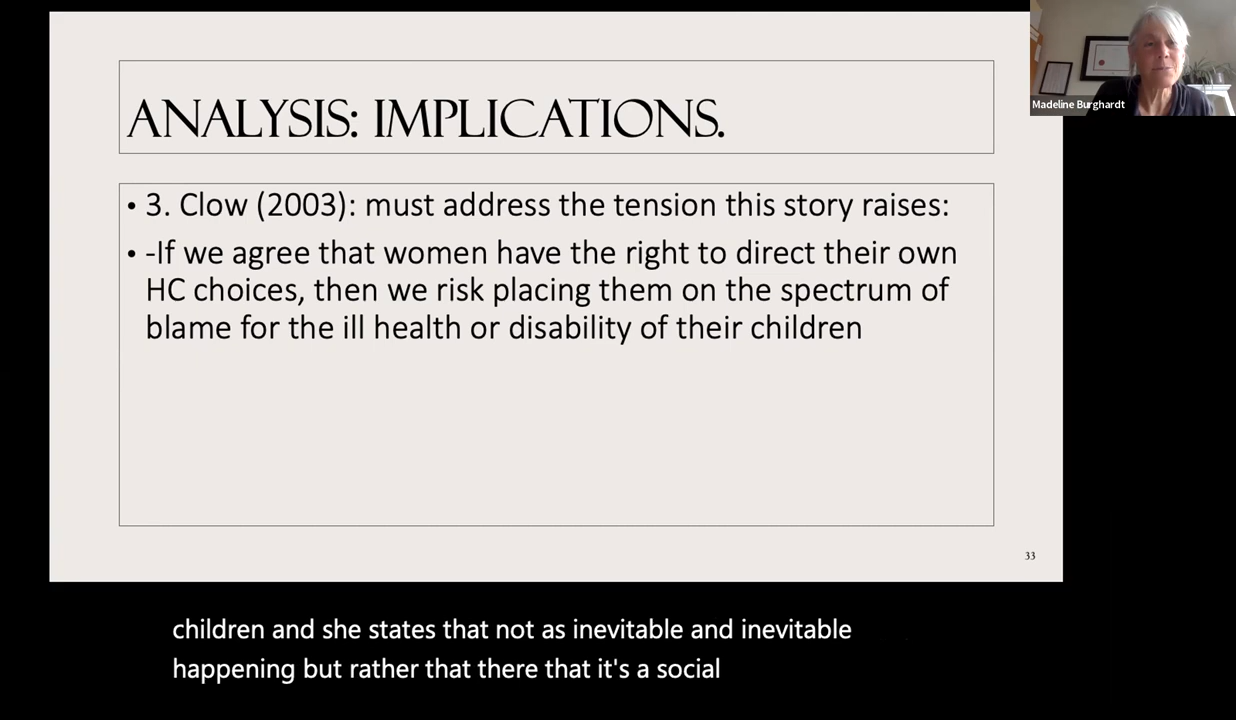 Madeline Burghardt
ANALYSIS: IMPLICATIONS.
• 3. Clow (2003): must address the tension this story raises:
• -If we agree that women have the right to direct their own
HC choices, then we risk placing them on the spectrum of
blame for the ill health or disability of their children
33
children and she states that not as inevitable and inevitable
happening but rather that there that it's a social